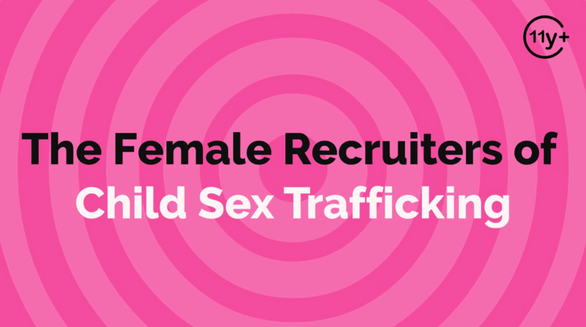 11y+
The Female Recruiters of
Child Sex Trafficking